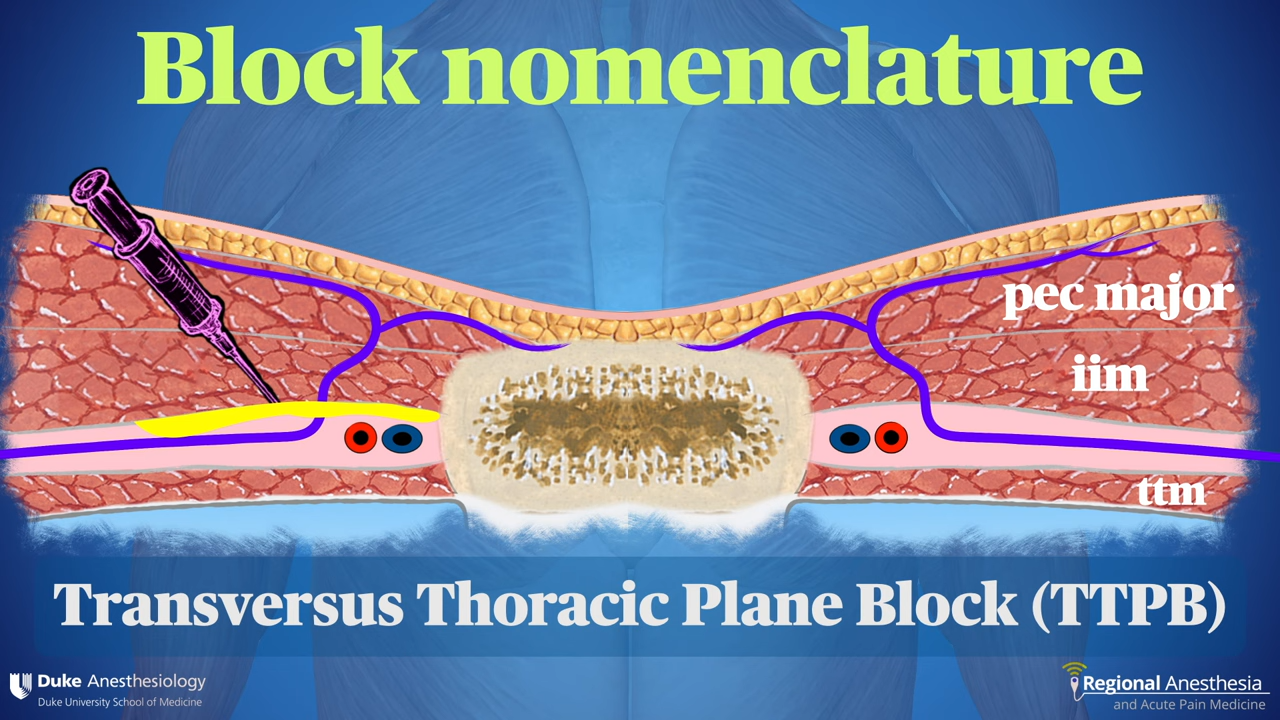 Block nomenclature
pec major
iim
ttm
Transversus Thoracic Plane Block (TTPB)
Duke Anesthesiology
Duke University School of Medicine
Regional Anesthesia
and Acute Pain Medicine